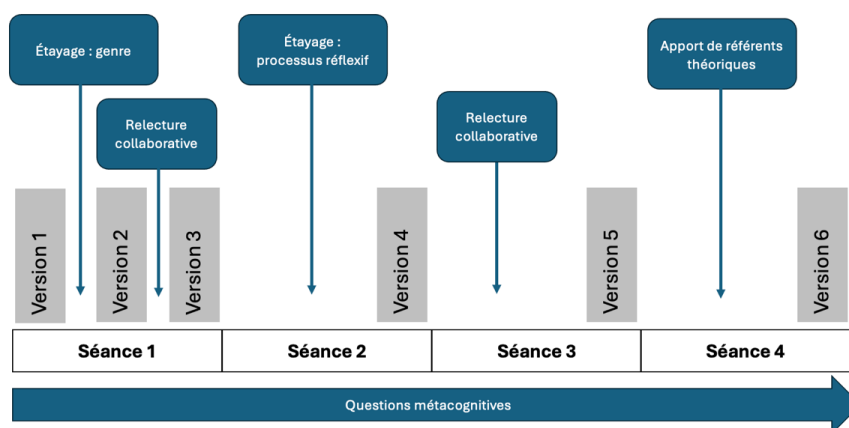 Étayage : genre
Étayage :
processus réflexif
Apport de référents
théoriques
Relecture
collaborative
Relecture
collaborative
Version 1
Version 2
Version 3
Version 4
Version 5
Version 6
Séance 1
Séance 2
Séance 3
Séance 4
Questions métacognitives